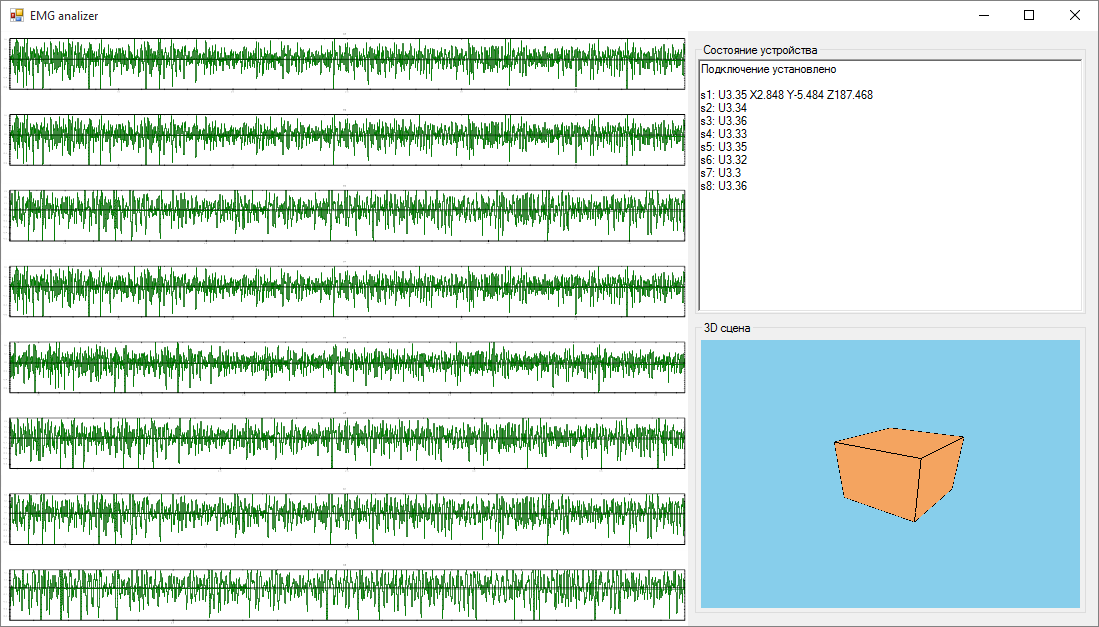 EMG analizer
Состояние устройства
Подключение установлено
s1: U3.35 X2.848 Y-5.484 Z187.468
s2: U3.34
s3: U3.36
s4: U3.33
s5: U3.35
s6: U3.32
s7: U3.3
s8: U3.36
3D сцена